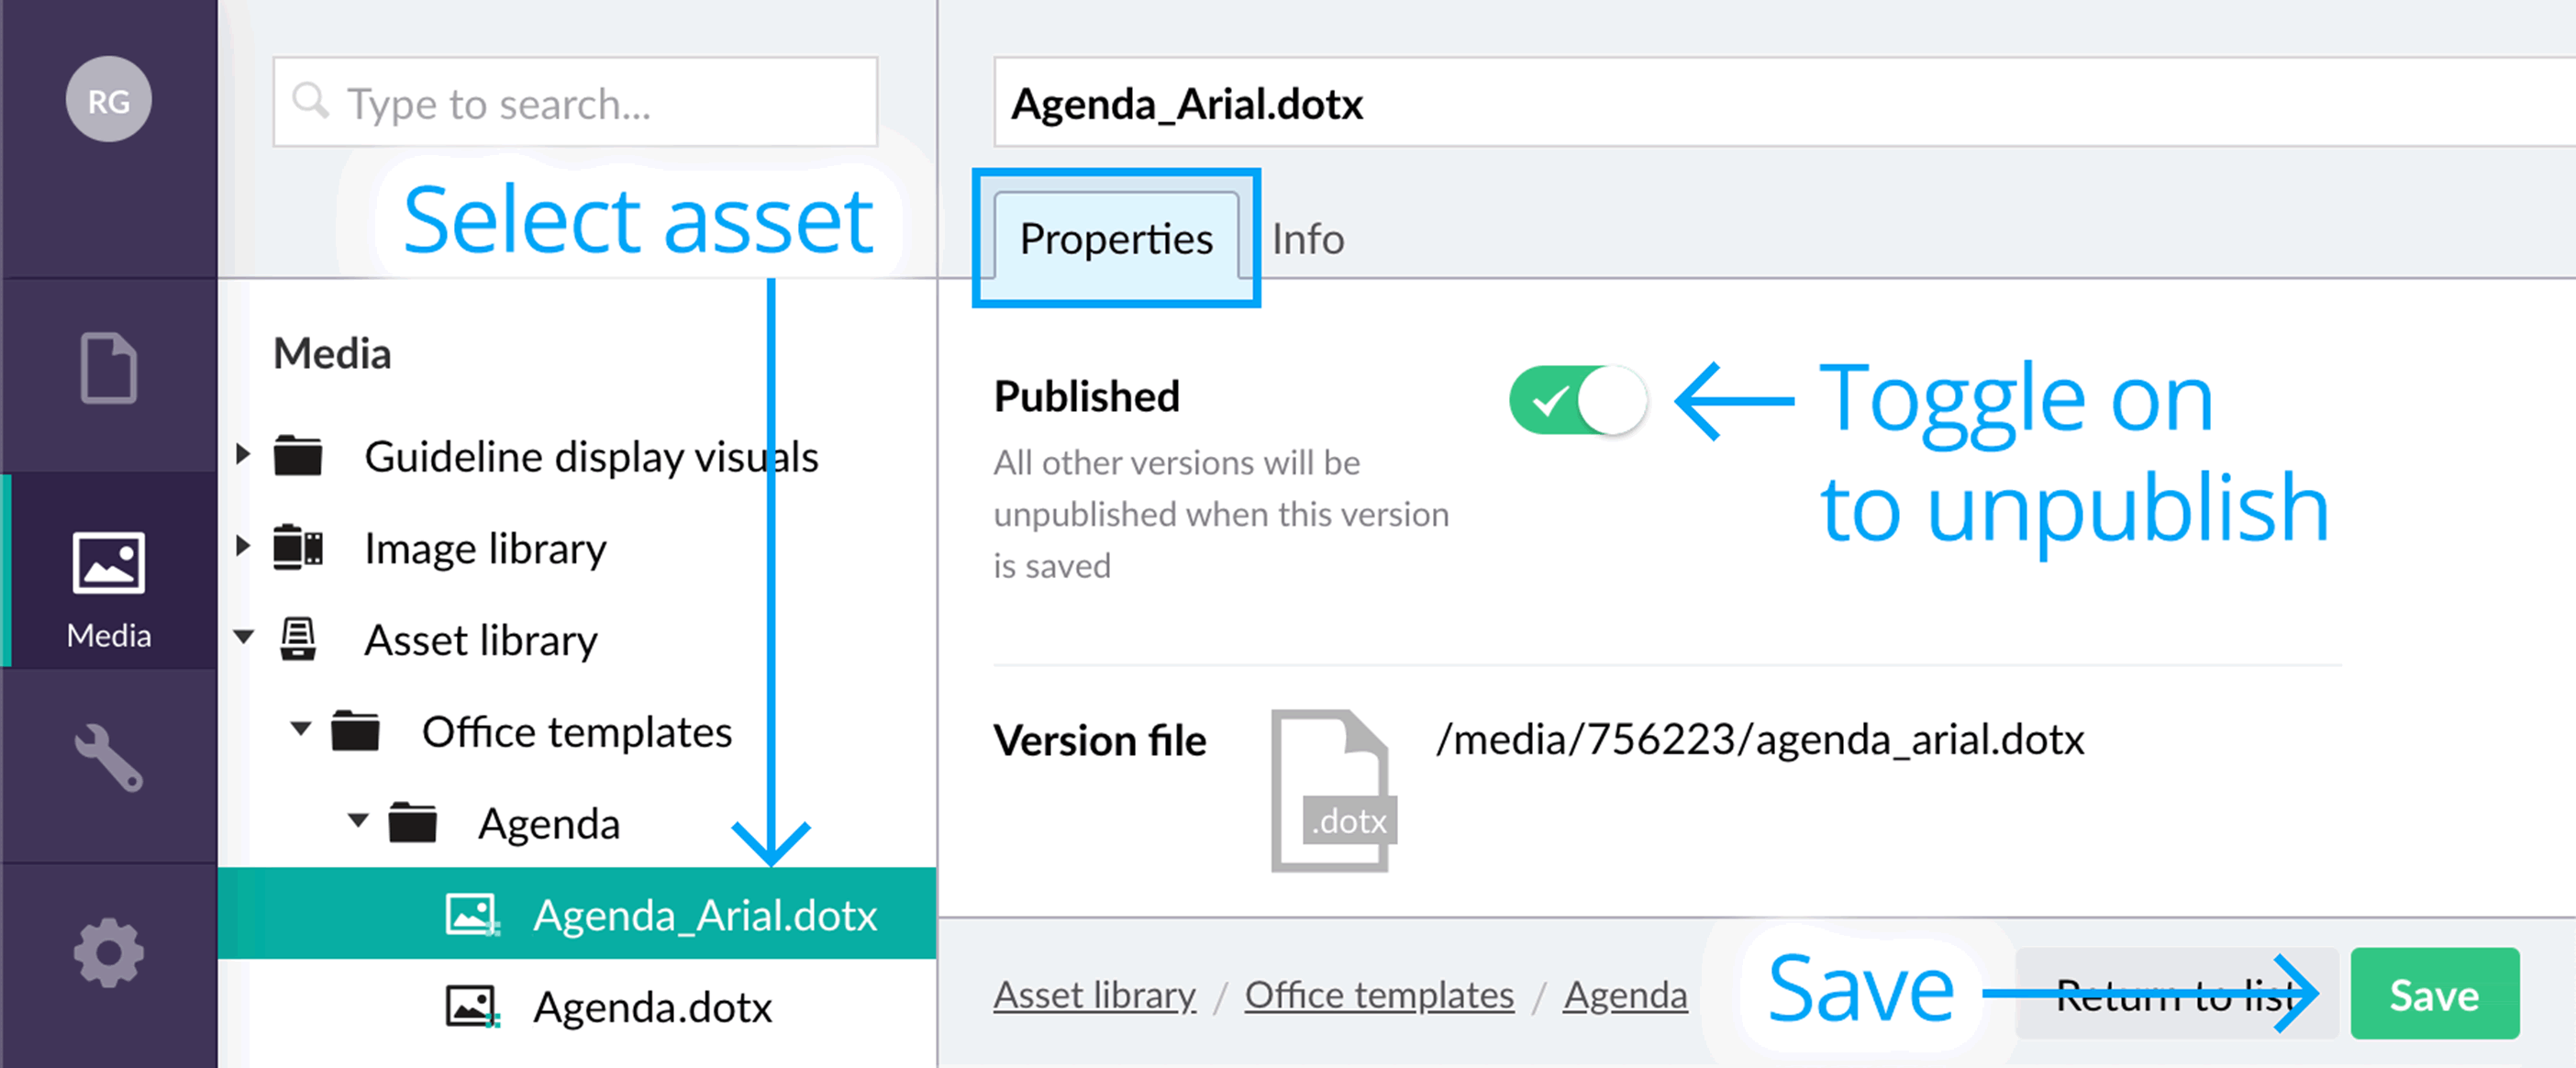 RG
Type to search...
Agenda_Arial.dotx
Select asset
Properties
Info
Media
Published
Toggle on
to unpublish
All other versions will be
unpublished when this version
is saved
Guideline display visuals
Image library
Media
Asset library
Office templates
Version file
.dotx
/media/756223/agenda_arial.dotx
Agenda
Agenda_Arial.dotx
Agenda.dotx
Asset library / Office templates / Agenda
Save
Return to list
Save